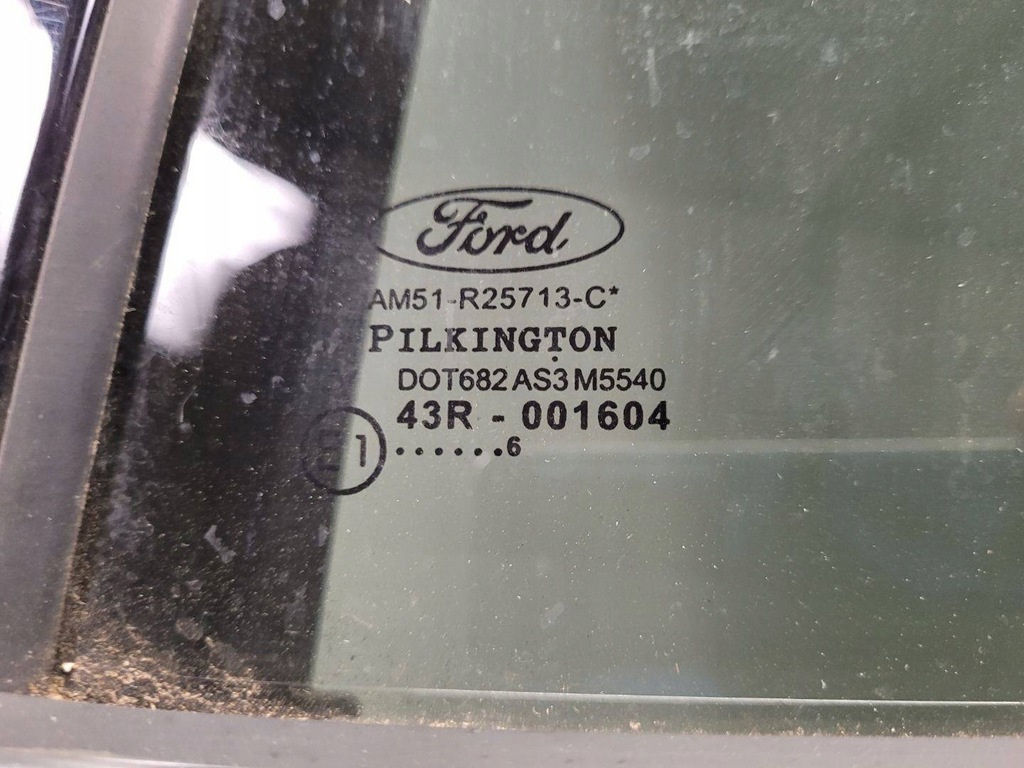 Ford
AM51-R25713-C*
PILKINGTON
DOT682 AS3 M5540
43R - 001604
E1 ......6